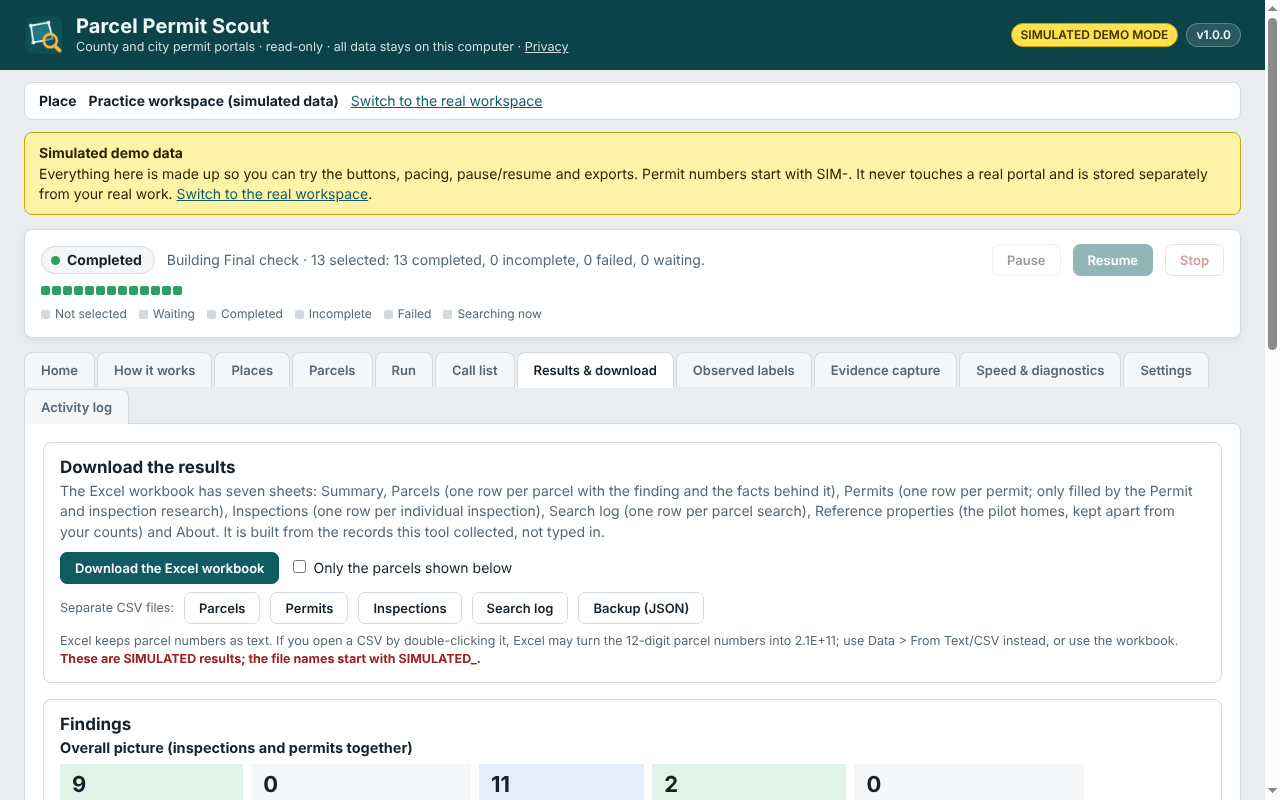 Parcel Permit Scout
County and city permit portals · read-only · all data stays on this computer · Privacy
SIMULATED DEMO MODE
v1.0.0
Place Practice workspace (simulated data) Switch to the real workspace
Simulated demo data
Everything here is made up so you can try the buttons, pacing, pause/resume and exports. Permit numbers start with SIM-. It never touches a real portal and is stored separately
from your real work. Switch to the real workspace.
Completed
Building Final check · 13 selected: 13 completed, 0 incomplete, 0 failed, 0 waiting.
Pause
Resume
Stop
Not selected Waiting Completed Incomplete Failed Searching now
Home
How it works
Places
Parcels
Run
Call list
Results & download
Observed labels
Evidence capture
Speed & diagnostics
Settings
Activity log
Download the results
The Excel workbook has seven sheets: Summary, Parcels (one row per parcel with the finding and the facts behind it), Permits (one row per permit; only filled by the Permit
and inspection research), Inspections (one row per individual inspection), Search log (one row per parcel search), Reference properties (the pilot homes, kept apart from
your counts) and About. It is built from the records this tool collected, not typed in.
Download the Excel workbook
Only the parcels shown below
Separate CSV files:
Parcels
Permits
Inspections
Search log
Backup (JSON)
Excel keeps parcel numbers as text. If you open a CSV by double-clicking it, Excel may turn the 12-digit parcel numbers into 2.1E+11; use Data > From Text/CSV instead, or use the workbook.
These are SIMULATED results; the file names start with SIMULATED_.
Findings
Overall picture (inspections and permits together)
9
0
11
2
0